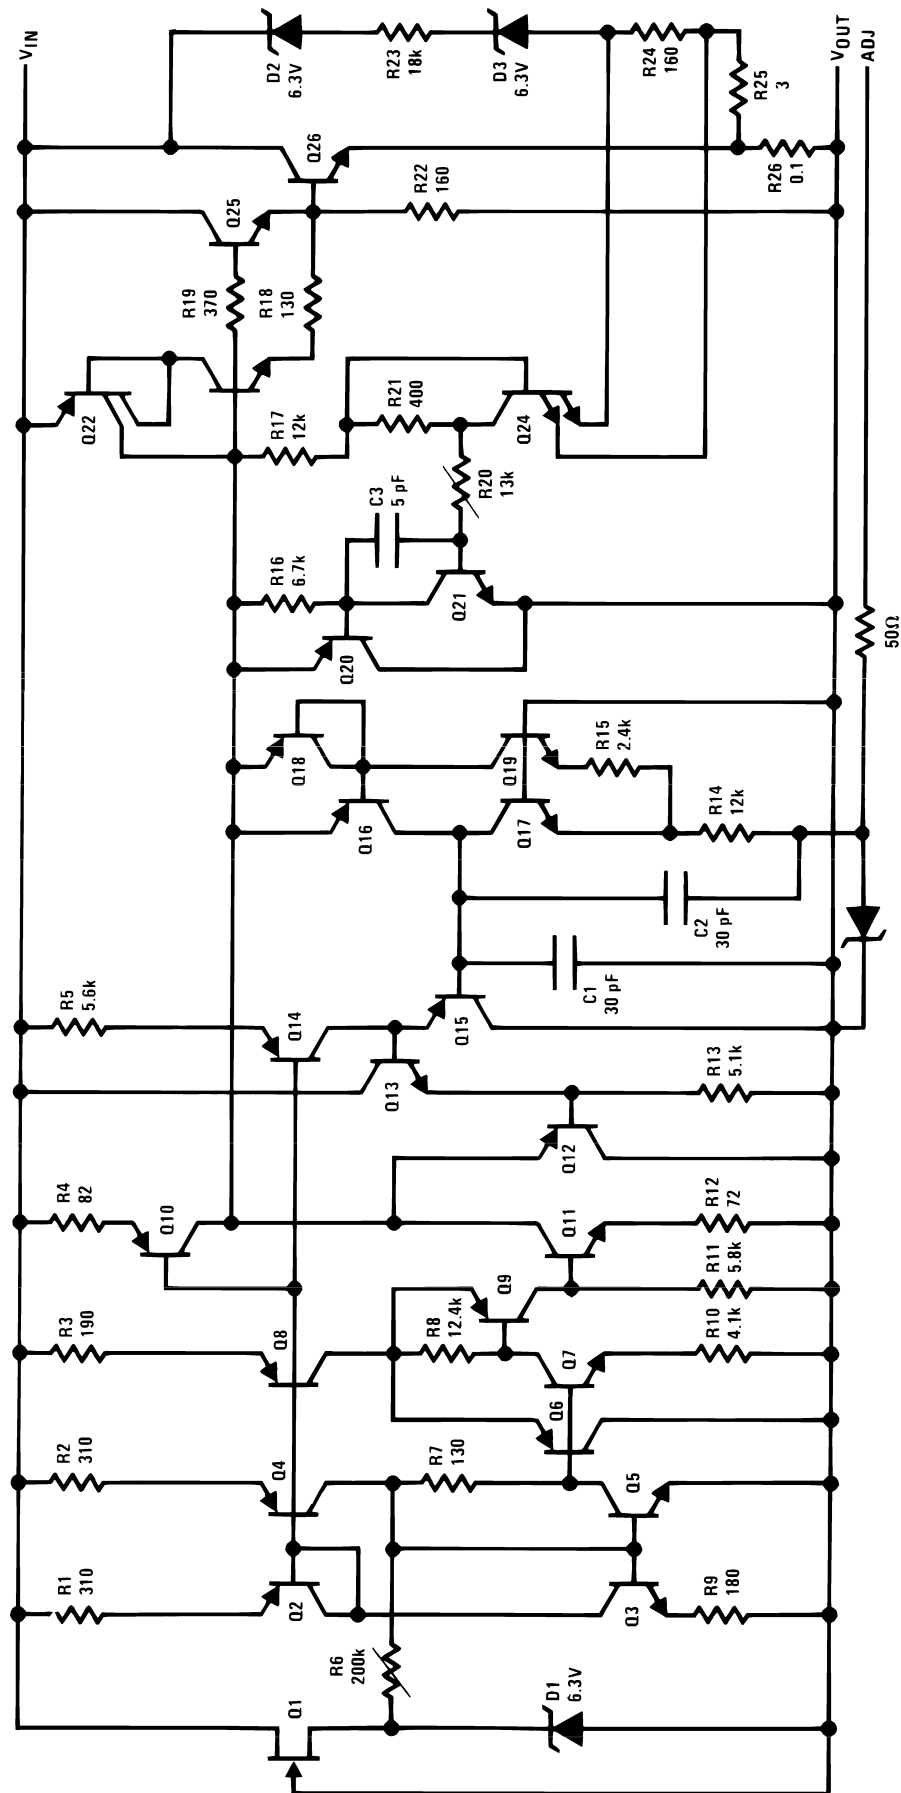 VIN
R1
310
R2
310
R3
190
R4
82
R5
5.6k
Q22
D2
6.3V
R23
18k
D3
6.3V
R24
160
R25
3
R26
0.1
VOUT
ADJ
Q26
Q25
R22
160
R19
370
R18
130
R17
12k
R21
400
Q24
R20
13k
C3
5 pF
R16
6.7k
Q21
Q20
Q18
Q16
Q19
Q17
R15
2.4k
R14
12k
50Ω
C2
30 pF
C1
30 pF
Q14
Q15
Q13
R13
5.1k
Q12
Q10
Q11
R12
72
R11
5.8k
Q9
Q8
R8
12.4k
Q7
R10
4.1k
Q6
Q4
R7
130
Q5
Q2
Q3
R9
180
R6
200k
Q1
D1
6.3V